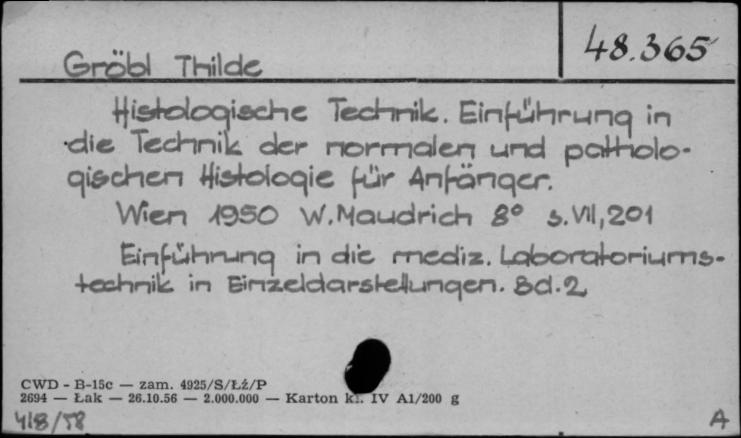 48.365
Gröbl Thilde
Histologische Technik. Einführung in
die Technik der normalen und patholo-
gischen Histologie für Anfänger.
Wien 1950 W. Maudrich 8° s. VII, 201
Einführung in die mediz. Laboratoriums-
technik in Einzeldarstellungen. Bd. 2
CWD - B-15c — zam. 4925/S/Łź/P
2694 — Łak — 26.10.56 — 2.000.000 — Karton kl. IV A1/200 g
418/58 A